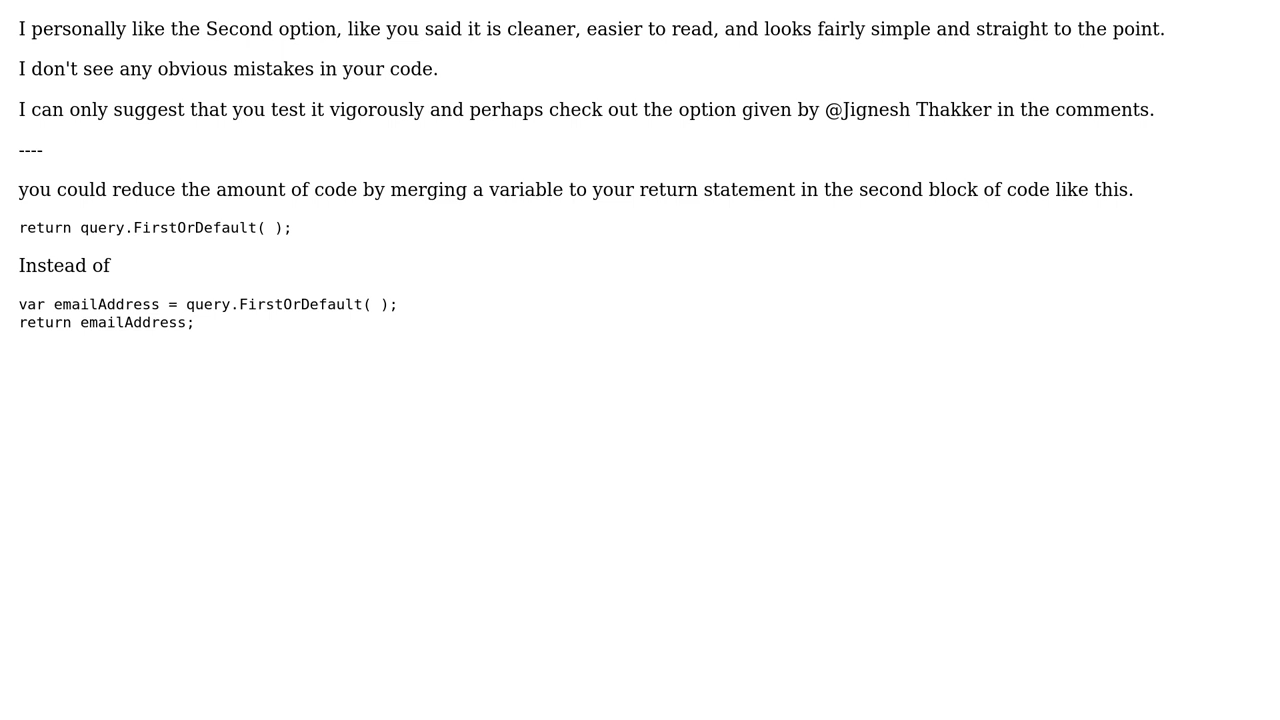 I personally like the Second option, like you said it is cleaner, easier to read, and looks fairly simple and straight to the point.
I don't see any obvious mistakes in your code.
I can only suggest that you test it vigorously and perhaps check out the option given by @Jignesh Thakker in the comments.
----
you could reduce the amount of code by merging a variable to your return statement in the second block of code like this.
return query.FirstOrDefault( );
Instead of
var emailAddress = query.FirstOrDefault( );
return emailAddress;